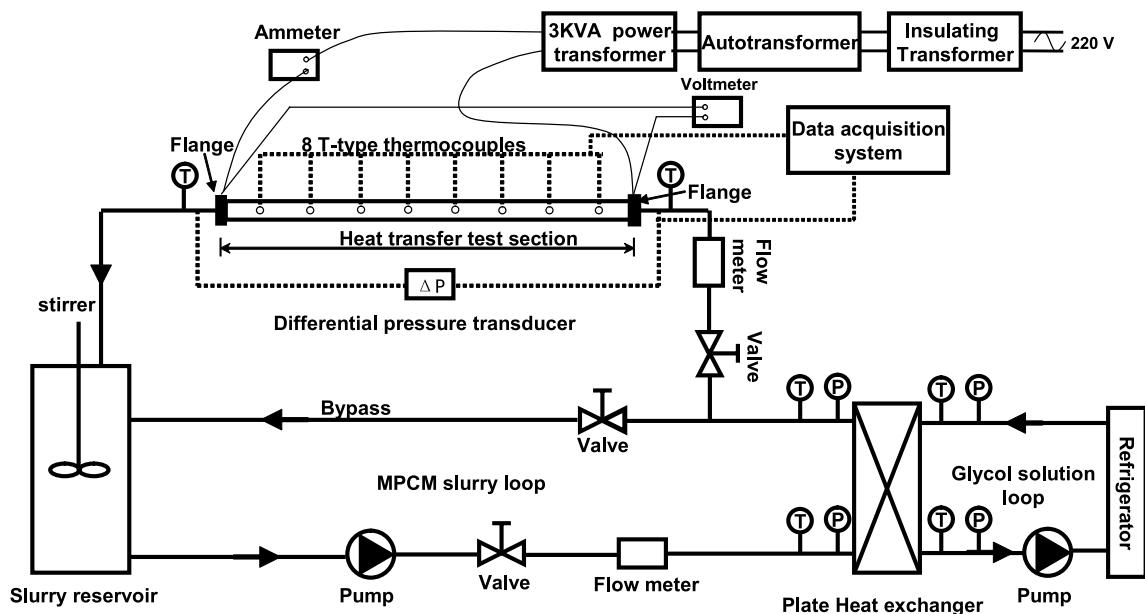 Ammeter
3KVA power
transformer
Autotransformer
Insulating
Transformer
220 V
Voltmeter
Data acquisition
system
Flange
8 T-type thermocouples
T
T
Flange
Heat transfer test section
Flow
meter
Δ P
stirrer
Differential pressure transducer
Valve
T
P
T
P
Bypass
Valve
MPCM slurry loop
Glycol solution
loop
Refrigerator
T
P
T
P
Slurry reservoir
Pump
Valve
Flow meter
Plate Heat exchanger
Pump